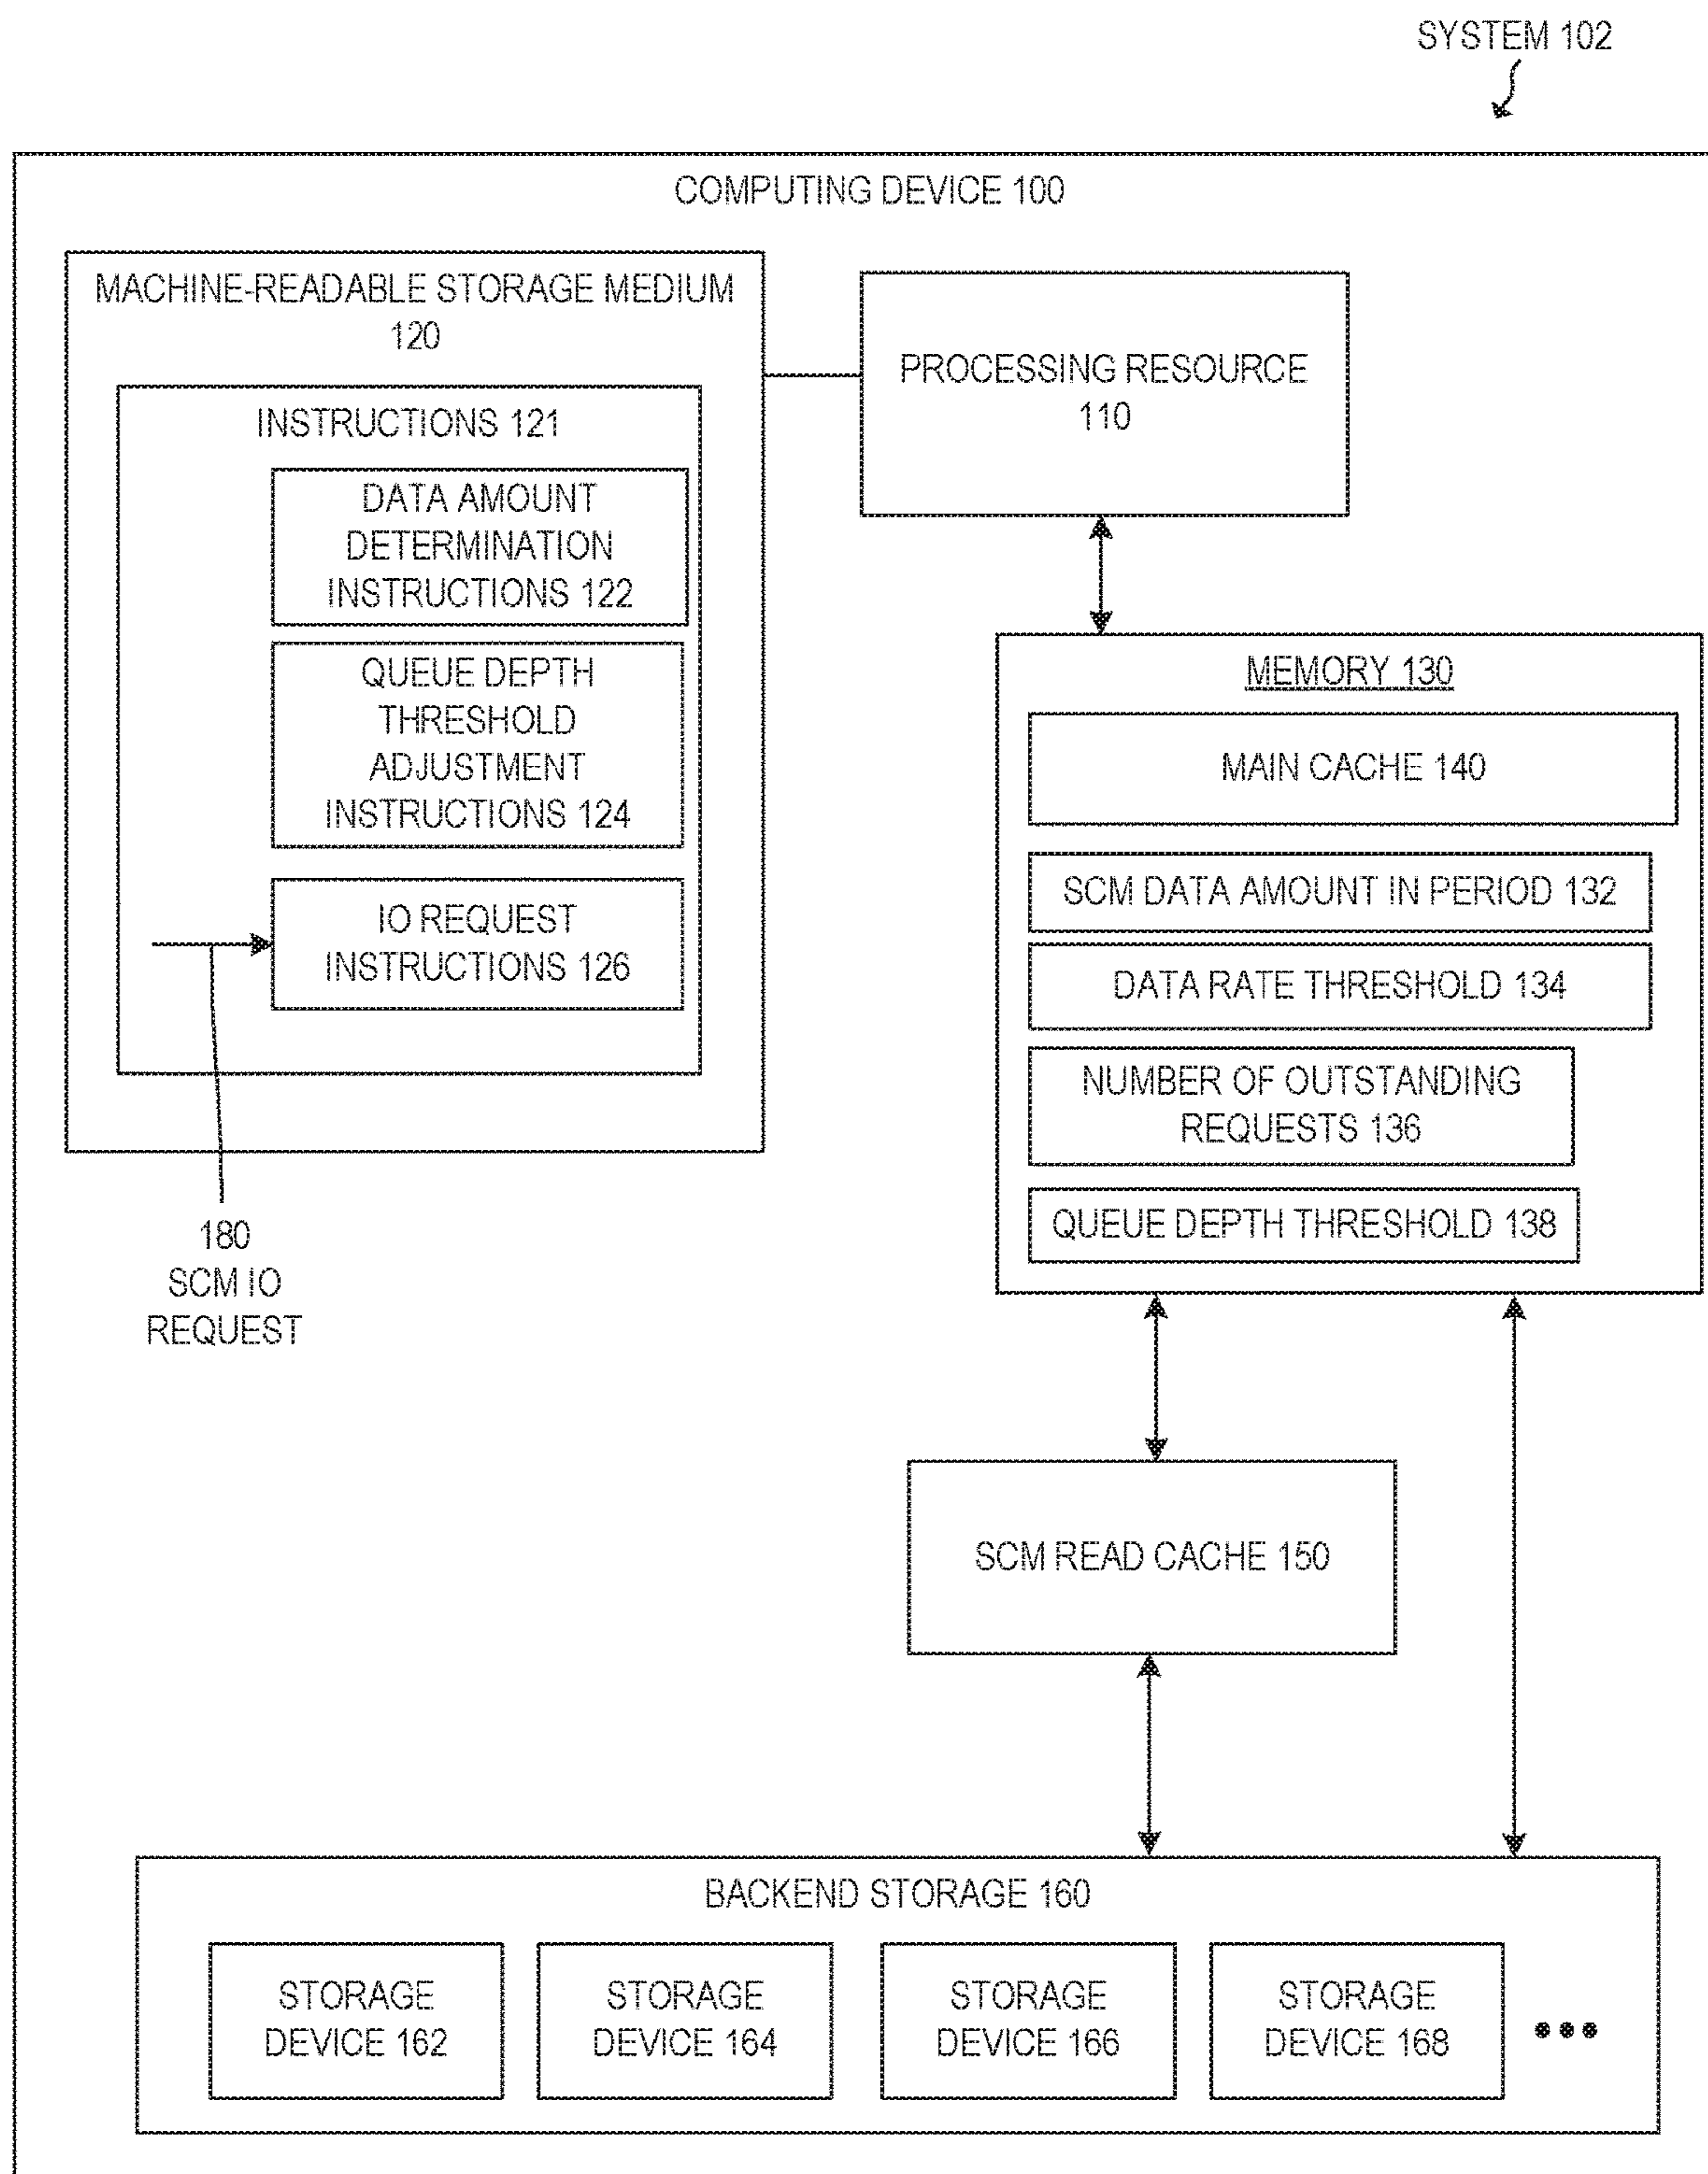 SYSTEM 102
COMPUTING DEVICE 100
MACHINE-READABLE STORAGE MEDIUM
120
INSTRUCTIONS 121
DATA AMOUNT
DETERMINATION
INSTRUCTIONS 122
QUEUE DEPTH
THRESHOLD
ADJUSTMENT
INSTRUCTIONS 124
IO REQUEST
INSTRUCTIONS 126
180
SCM IO
REQUEST
PROCESSING RESOURCE
110
MEMORY 130
MAIN CACHE 140
SCM DATA AMOUNT IN PERIOD 132
DATA RATE THRESHOLD 134
NUMBER OF OUTSTANDING
REQUESTS 136
QUEUE DEPTH THRESHOLD 138
SCM READ CACHE 150
BACKEND STORAGE 160
STORAGE
DEVICE 162
STORAGE
DEVICE 164
STORAGE
DEVICE 166
STORAGE
DEVICE 168
•••